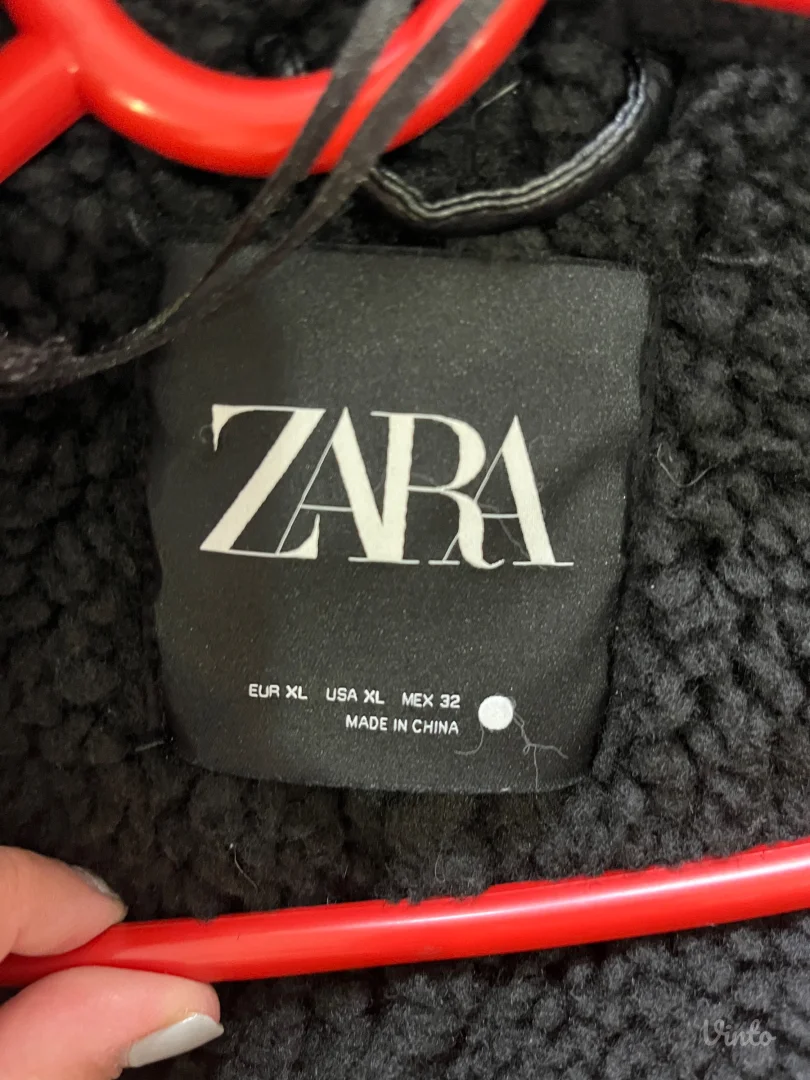 ZARA
EUR XL USA XL MEX 32
MADE IN CHINA
Vinto